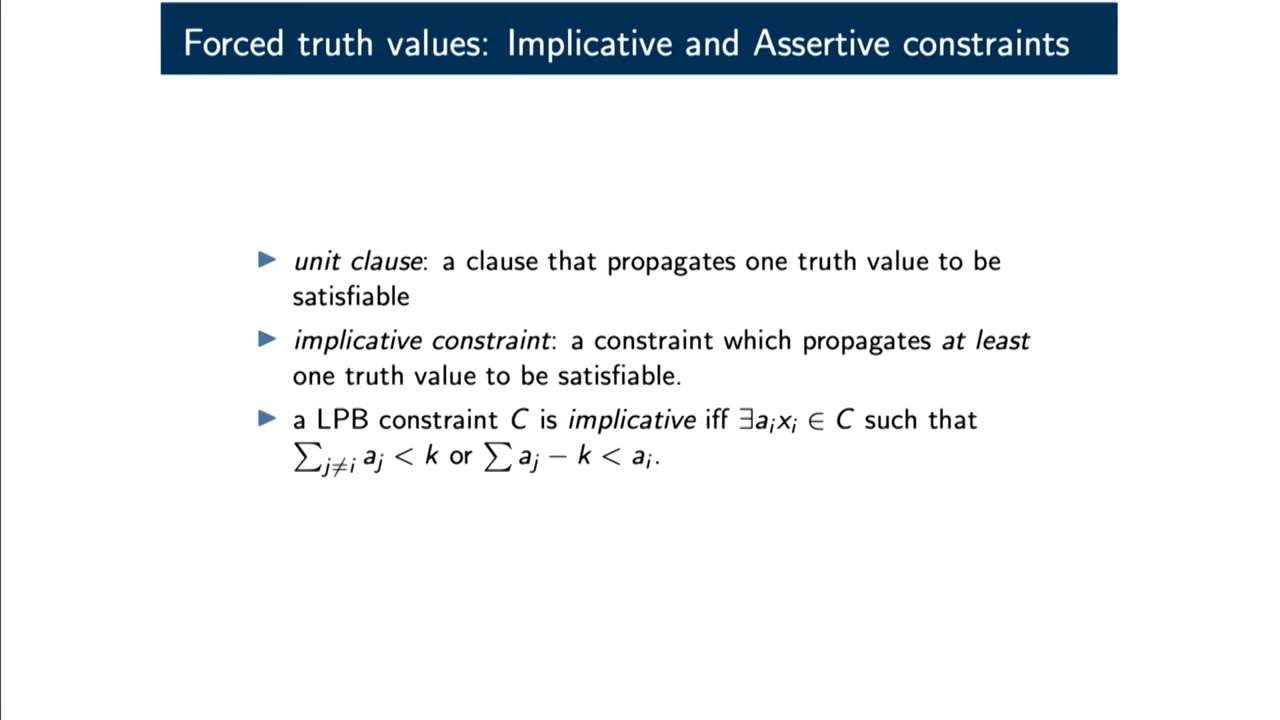 Forced truth values: Implicative and Assertive constraints
▶ unit clause: a clause that propagates one truth value to be
satisfiable
▶ implicative constraint: a constraint which propagates at least
one truth value to be satisfiable.
▶ a LPB constraint C is implicative iff ∃aᵢxᵢ ∈ C such that
∑ⱼ≠ᵢ aⱼ < k or ∑ aⱼ − k < aᵢ.